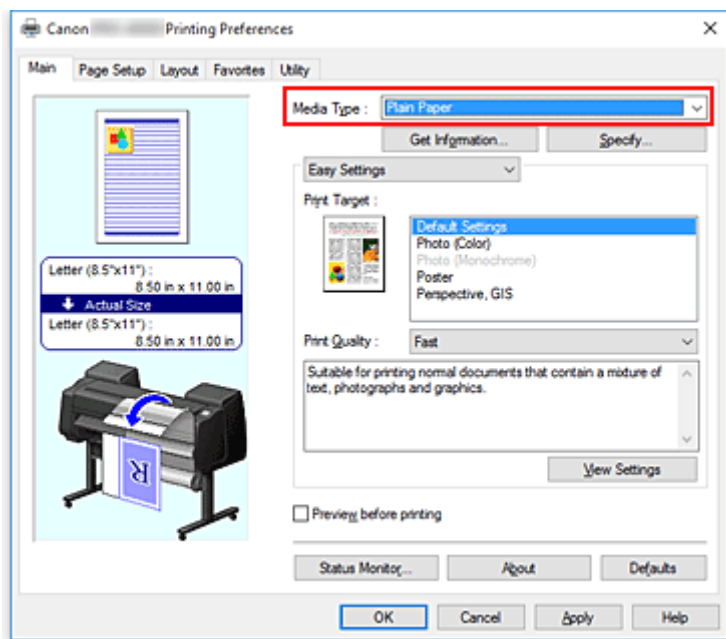 Canon Printing Preferences
Main Page Setup Layout Favorites Utility
Media Type : Plain Paper
Get Information... Specify...
Easy Settings
Print Target :
Default Settings
Photo (Color)
Photo (Monochrome)
Poster
Perspective, GIS
Letter (8.5"x11") :
8.50 in x 11.00 in
Actual Size
Letter (8.5"x11") :
8.50 in x 11.00 in
R
Print Quality : Fast
Suitable for printing normal documents that contain a mixture of
text, photographs and graphics.
View Settings
Preview before printing
Status Monitor... About Defaults
OK Cancel Apply Help